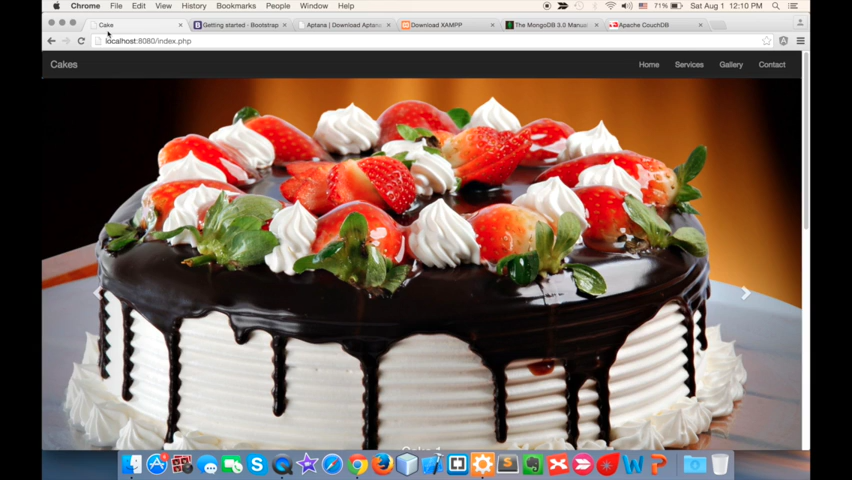 Chrome File Edit View History Bookmarks People Window Help 71% Sat Aug 1 12:10 PM
Cake Getting started · Bootstrap Aptana | Download Aptana Download XAMPP The MongoDB 3.0 Manual Apache CouchDB
localhost:8080/index.php
Cakes Home Services Gallery Contact